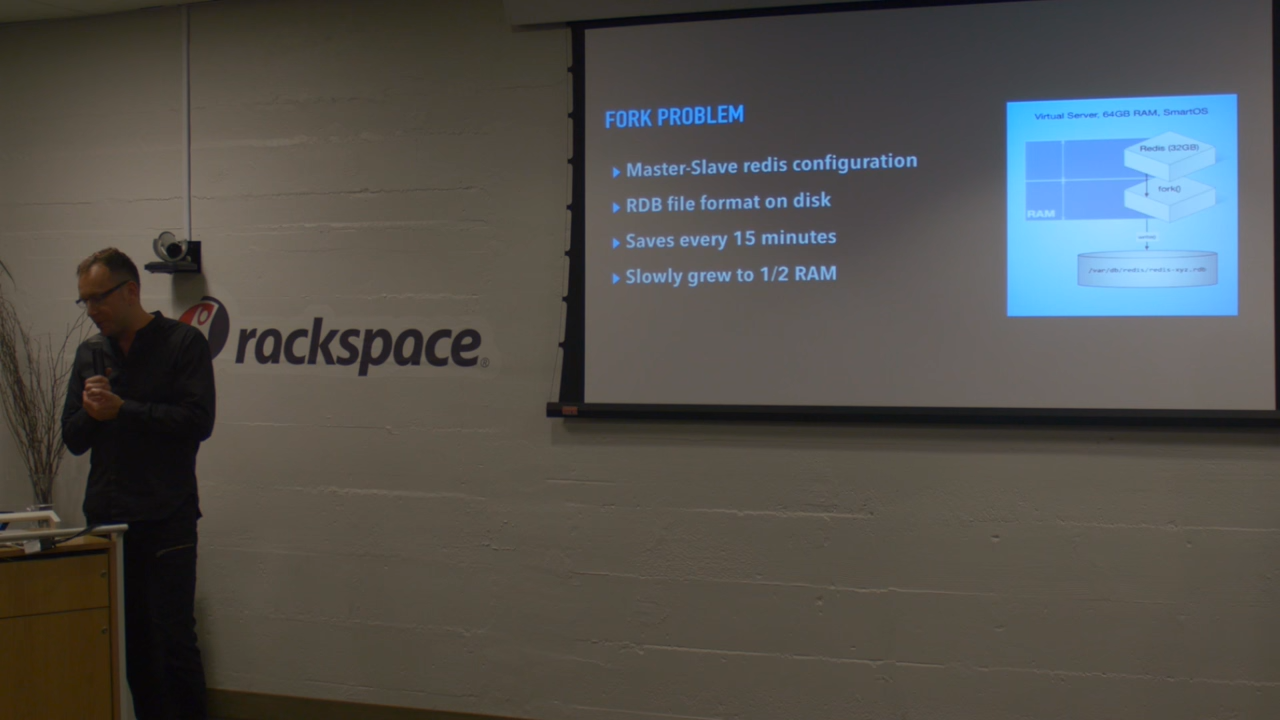 FORK PROBLEM
Master-Slave redis configuration
RDB file format on disk
Saves every 15 minutes
Slowly grew to 1/2 RAM
Virtual Server, 64GB RAM, SmartOS
Redis (32GB)
fork()
RAM
/var/db/redis/redis-xyz.rdb
rackspace®